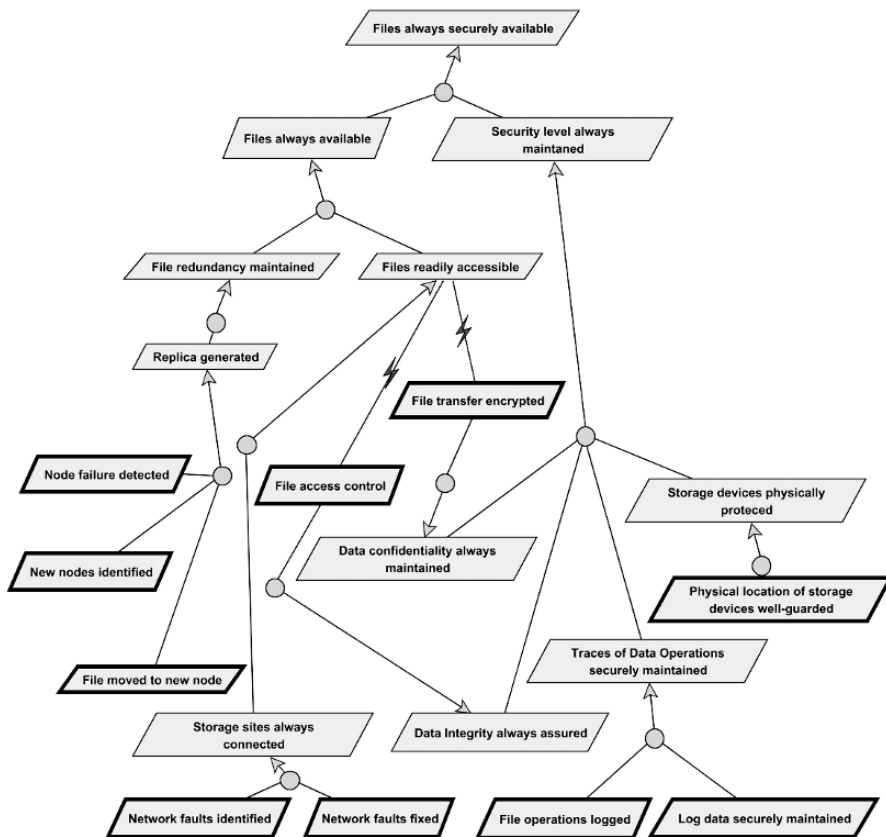 Files always securely available
Files always available
Security level always
maintaned
File redundancy maintained
Files readily accessible
Replica generated
File transfer encrypted
Node failure detected
File access control
Storage devices physically
proteced
Data confidentiality always
maintained
New nodes identified
Physical location of storage
devices well-guarded
Traces of Data Operations
securely maintained
File moved to new node
Storage sites always
connected
Data Integrity always assured
Network faults identified
Network faults fixed
File operations logged
Log data securely maintained